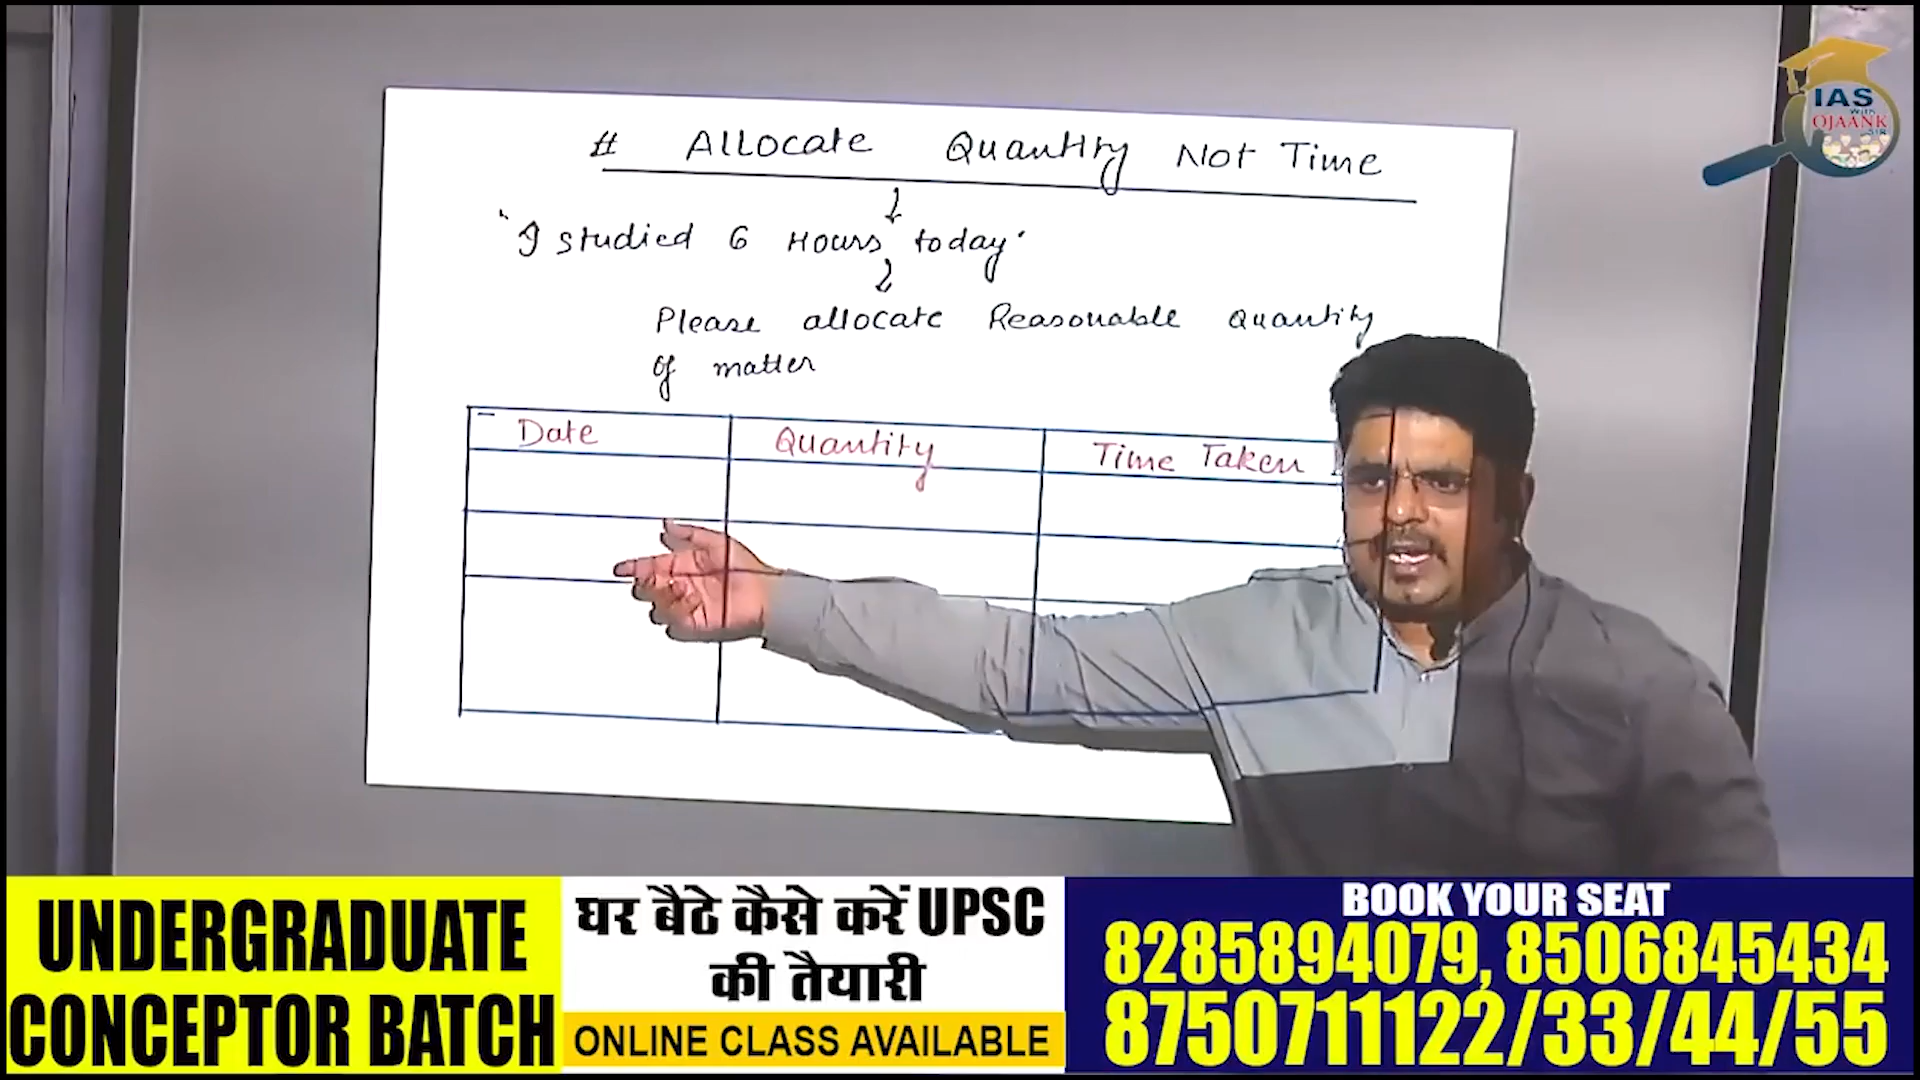 # Allocate Quantity Not Time
"I studied 6 Hours today"
Please allocate Reasonable Quantity
of matter
Date Quantity Time Taken
IAS
With
OJAANK
SIR
UNDERGRADUATE
CONCEPTOR BATCH
घर बैठे कैसे करें UPSC
की तैयारी
ONLINE CLASS AVAILABLE
BOOK YOUR SEAT
8285894079, 8506845434
8750711122/33/44/55